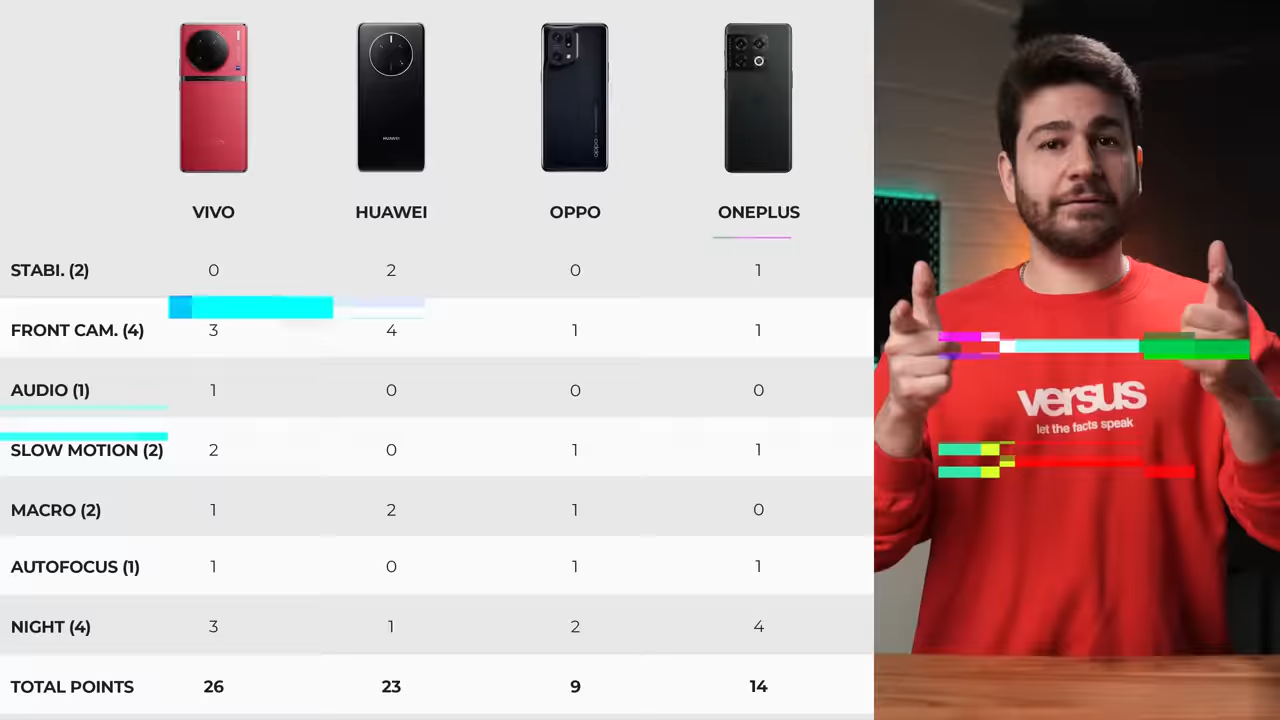 VIVO HUAWEI OPPO ONEPLUS
STABI. (2) 0 2 0 1
FRONT CAM. (4) 3 4 1 1
AUDIO (1) 1 0 0 0
SLOW MOTION (2) 2 0 1 1
MACRO (2) 1 2 1 0
AUTOFOCUS (1) 1 0 1 1
NIGHT (4) 3 1 2 4
TOTAL POINTS 26 23 9 14
HUAWEI
oppo
versus
let the facts speak